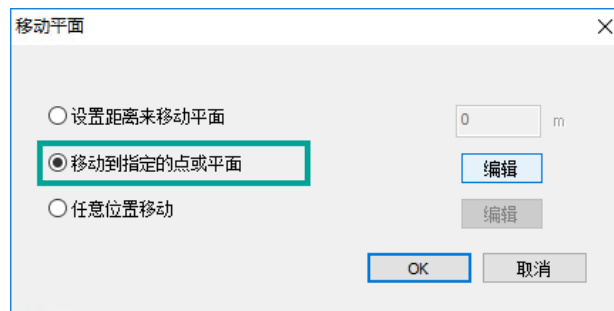 移动平面
设置距离来移动平面 0 m
移动到指定的点或平面 编辑
任意位置移动 编辑
OK 取消